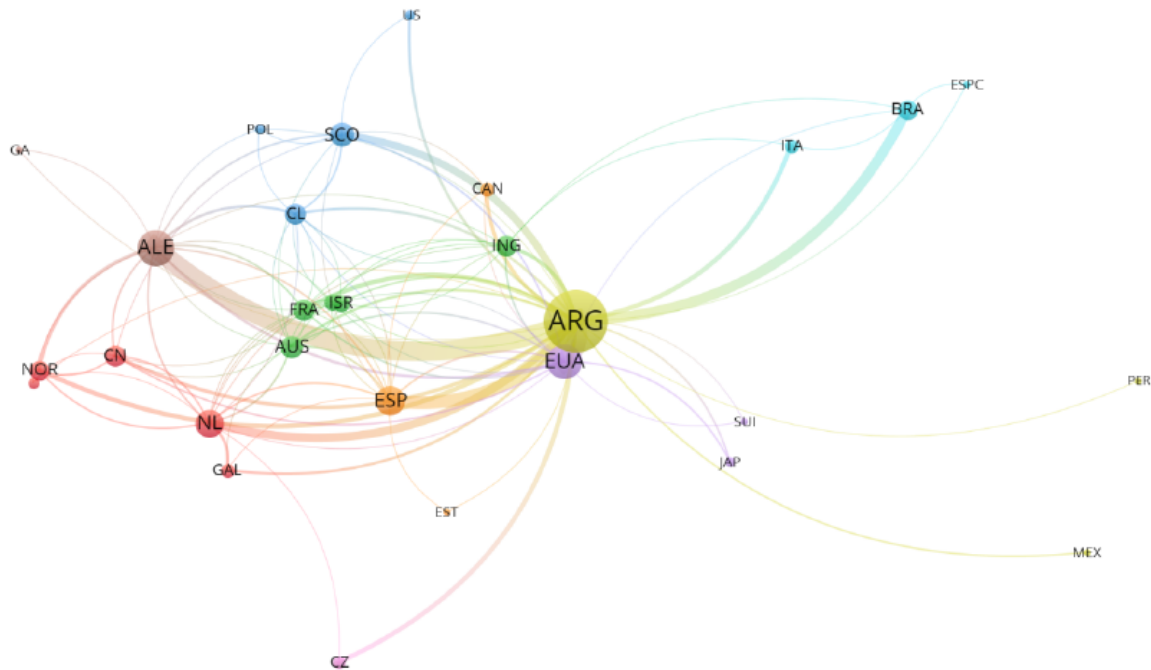 US
ESPC
BRA
POL
SCO
ITA
GA
CAN
CL
ALE
ING
FRA
ISR
ARG
AUS
EUA
CN
NOR
PER
ESP
NL
SUI
GAL
JAP
EST
MEX
CZ